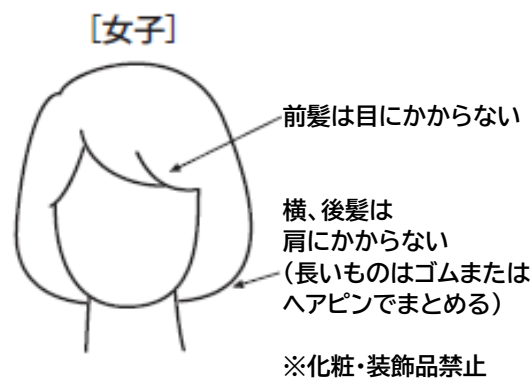 [女子]
前髪は目にかからない
横、後髪は
肩にかからない
（長いものはゴムまたは
ヘアピンでまとめる）
※化粧・装飾品禁止